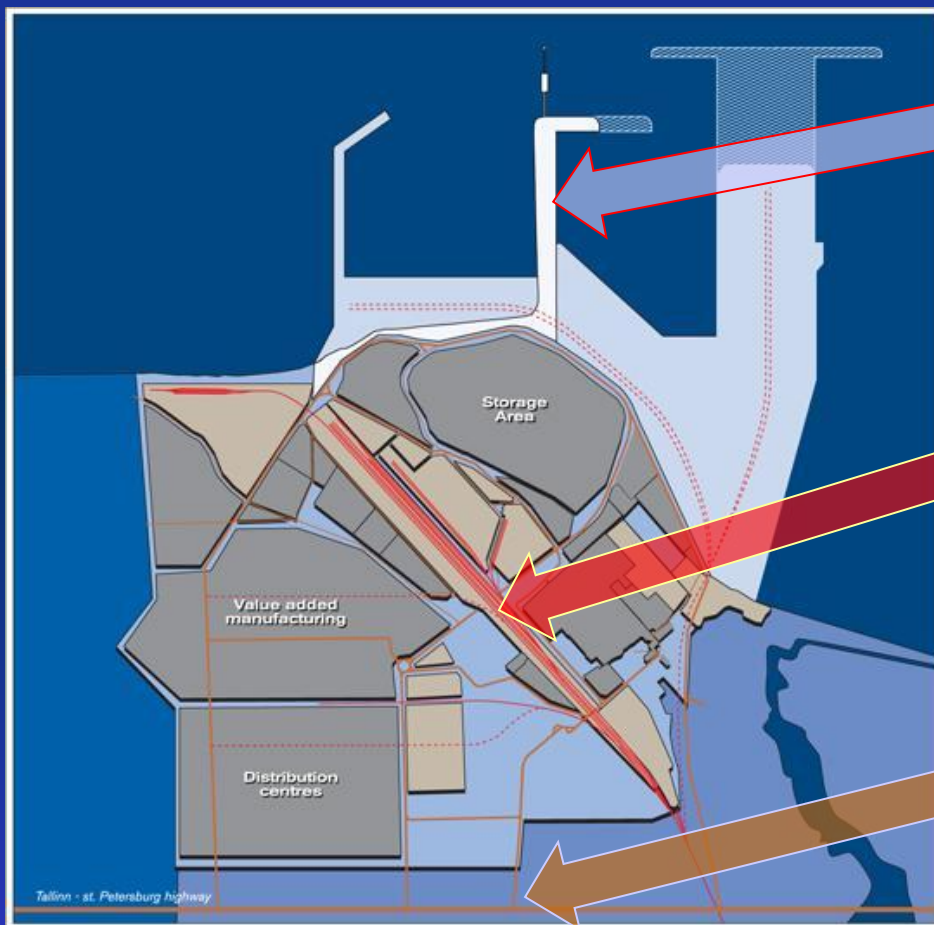 Storage
Area
Value added
manufacturing
Distribution
centres
Tallinn - st. Petersburg highway